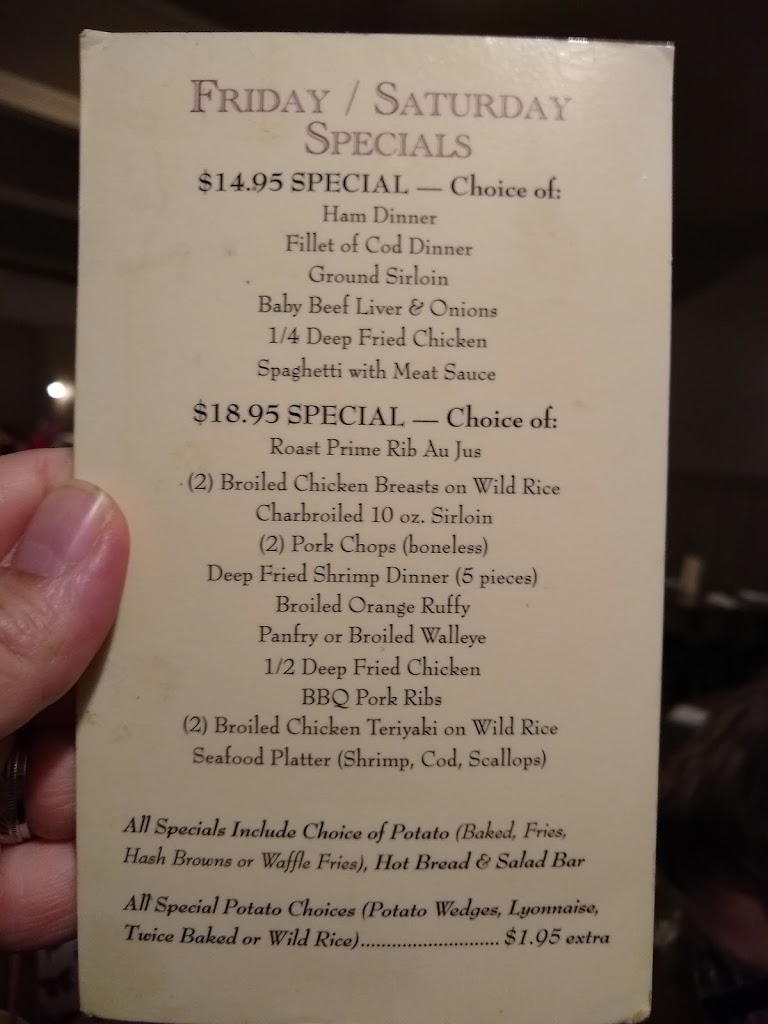 FRIDAY / SATURDAY
SPECIALS
$14.95 SPECIAL — Choice of:
Ham Dinner
Fillet of Cod Dinner
Ground Sirloin
Baby Beef Liver & Onions
1/4 Deep Fried Chicken
Spaghetti with Meat Sauce
$18.95 SPECIAL — Choice of:
Roast Prime Rib Au Jus
(2) Broiled Chicken Breasts on Wild Rice
Charbroiled 10 oz. Sirloin
(2) Pork Chops (boneless)
Deep Fried Shrimp Dinner (5 pieces)
Broiled Orange Ruffy
Panfry or Broiled Walleye
1/2 Deep Fried Chicken
BBQ Pork Ribs
(2) Broiled Chicken Teriyaki on Wild Rice
Seafood Platter (Shrimp, Cod, Scallops)
All Specials Include Choice of Potato (Baked, Fries,
Hash Browns or Waffle Fries), Hot Bread & Salad Bar
All Special Potato Choices (Potato Wedges, Lyonnaise,
Twice Baked or Wild Rice)........................... $1.95 extra